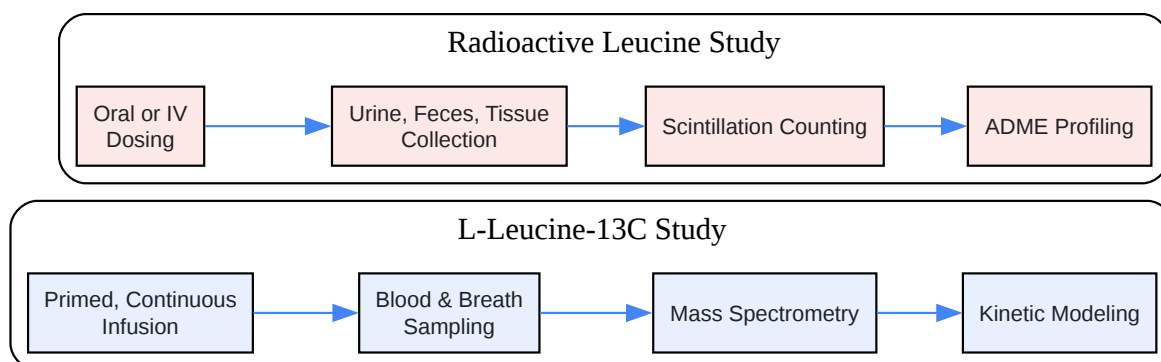 Radioactive Leucine Study
Oral or IV
Dosing
Urine, Feces, Tissue
Collection
Scintillation Counting
ADME Profiling
L-Leucine-13C Study
Primed, Continuous
Infusion
Blood & Breath
Sampling
Mass Spectrometry
Kinetic Modeling